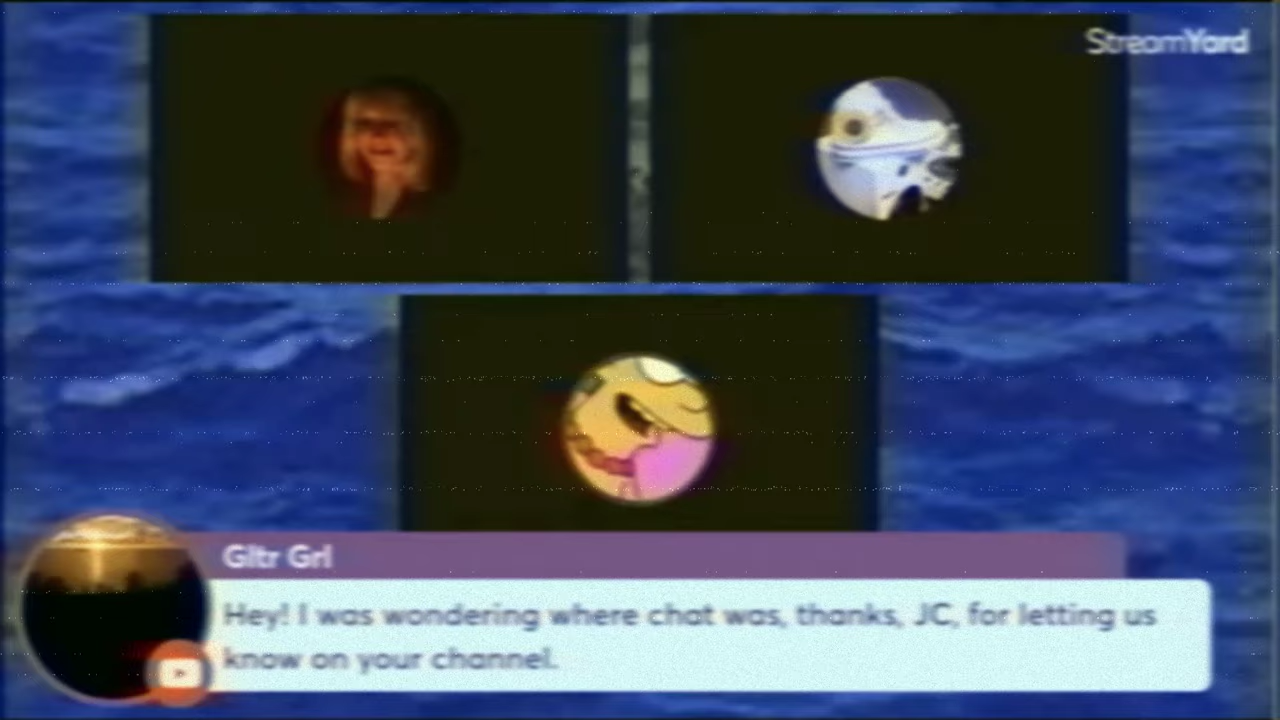 StreamYard
Gltr Grl
Hey! I was wondering where chat was, thanks, JC, for letting us
know on your channel.